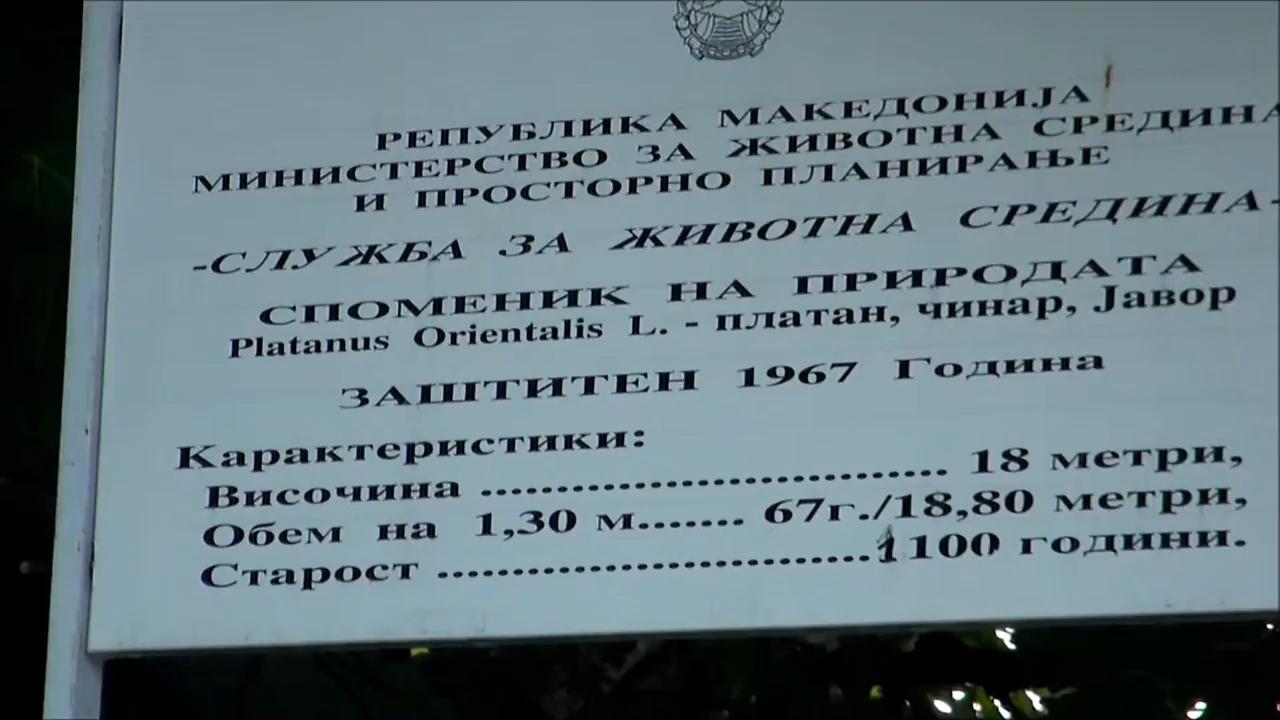 РЕПУБЛИКА МАКЕДОНИЈА
МИНИСТЕРСТВО ЗА ЖИВОТНА СРЕДИНА
И ПРОСТОРНО ПЛАНИРАЊЕ
-СЛУЖБА ЗА ЖИВОТНА СРЕДИНА-
СПОМЕНИК НА ПРИРОДАТА
Platanus Orientalis L. - платан, чинар, Јавор
ЗАШТИТЕН 1967 Година
Карактеристики:
Височина ..................................... 18 метри,
Обем на 1,30 м....... 67г./18,80 метри,
Старост ...................................1100 години.